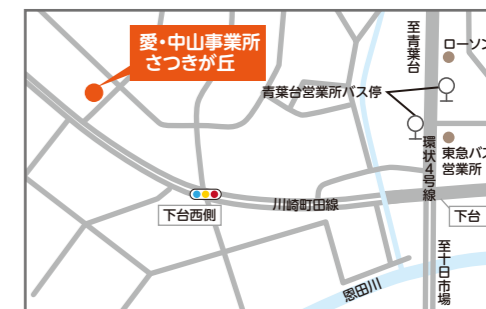 愛・中山事業所
さつきが丘
至青葉台
ローソン
青葉台営業所バス停
環状4号線
東急バス
営業所
川崎町田線
下台西側
下台
至十日市場
恩田川